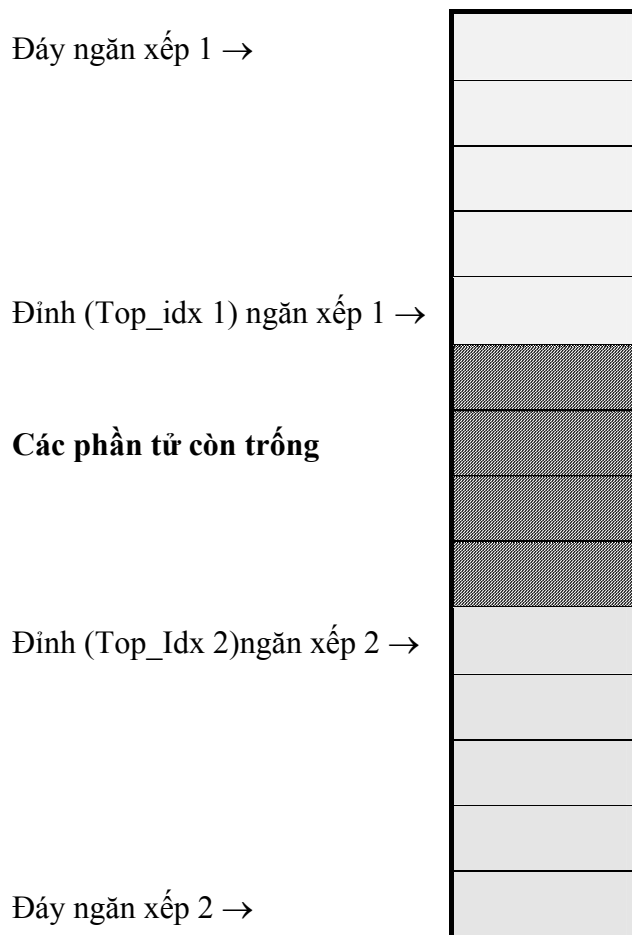 Đáy ngăn xếp 1 →
Đỉnh (Top_idx 1) ngăn xếp 1 →
Các phần tử còn trống
Đỉnh (Top_Idx 2)ngăn xếp 2 →
Đáy ngăn xếp 2 →